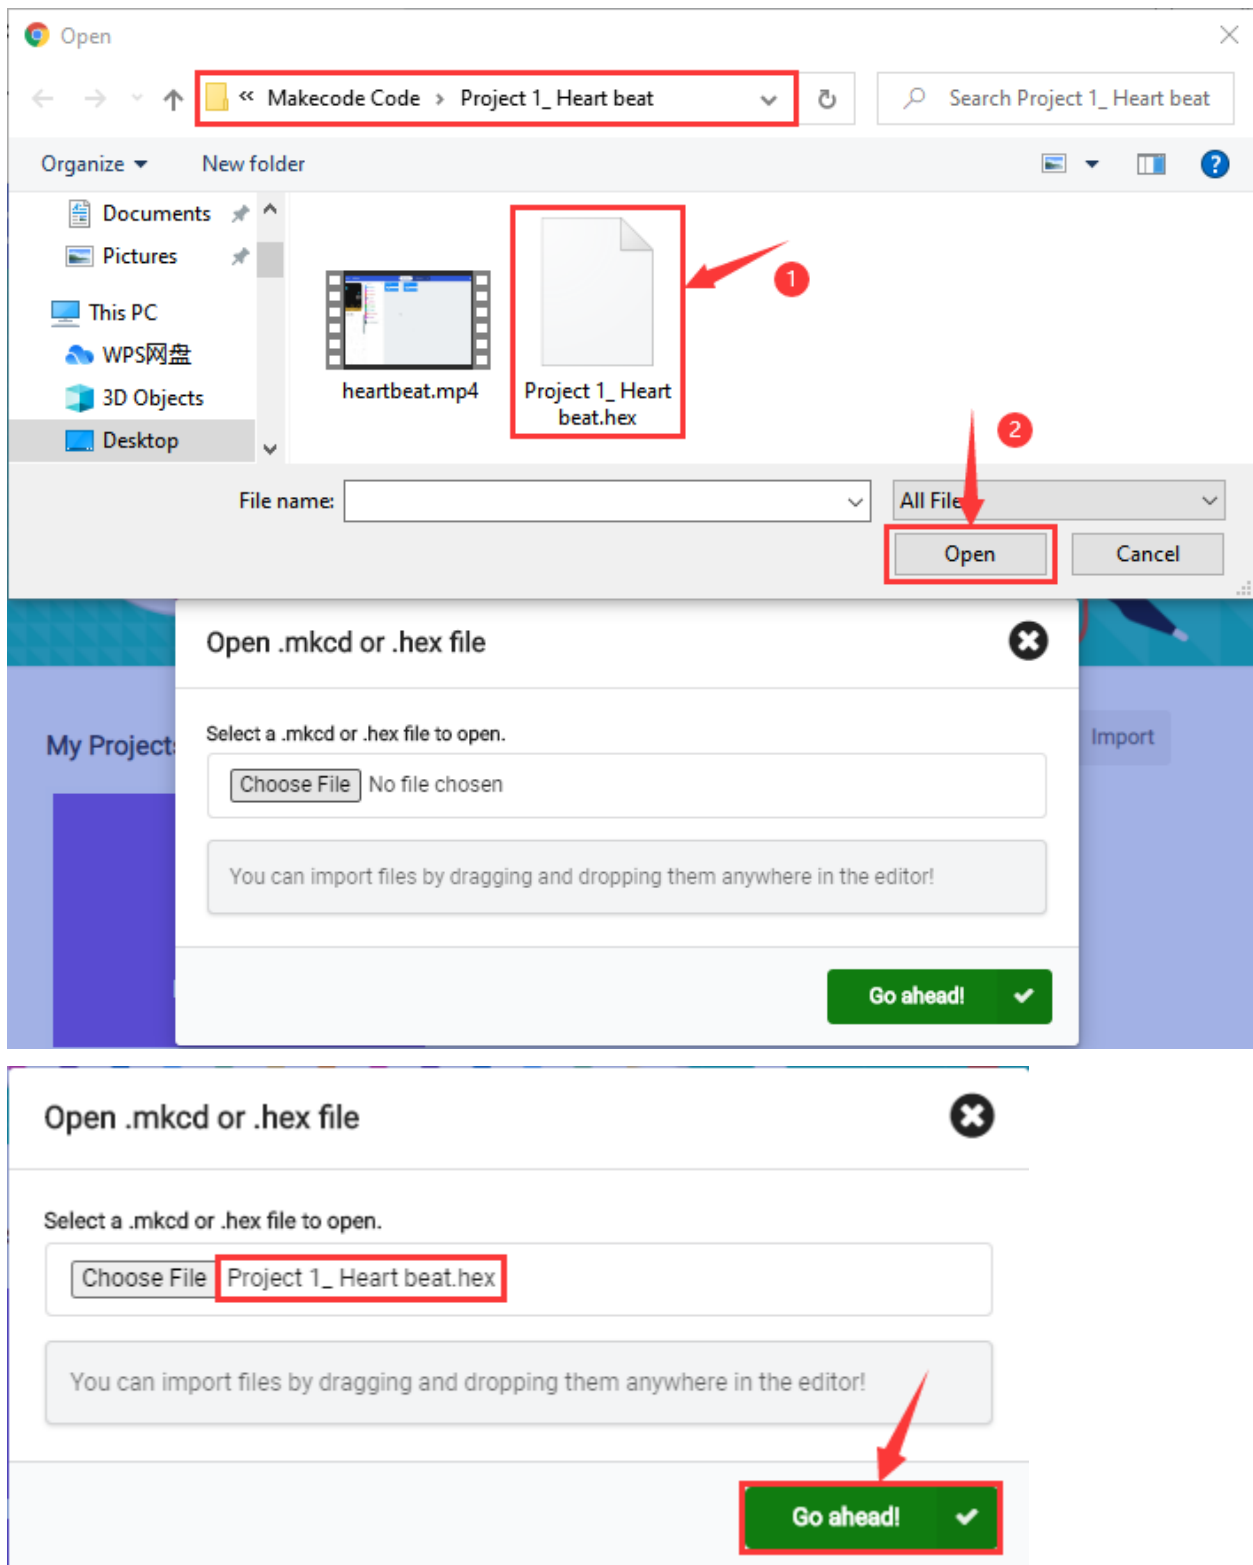 Open
« Makecode Code > Project 1_ Heart beat
Search Project 1_ Heart beat
Organize
New folder
Documents
Pictures
This PC
WPS网盘
3D Objects
Desktop
heartbeat.mp4
Project 1_ Heart
beat.hex
1
2
File name:
All File
Open
Cancel
Open .mkcd or .hex file
My Project
Import
Select a .mkcd or .hex file to open.
Choose File No file chosen
You can import files by dragging and dropping them anywhere in the editor!
Go ahead!
Open .mkcd or .hex file
Select a .mkcd or .hex file to open.
Choose File Project 1_ Heart beat.hex
You can import files by dragging and dropping them anywhere in the editor!
Go ahead!